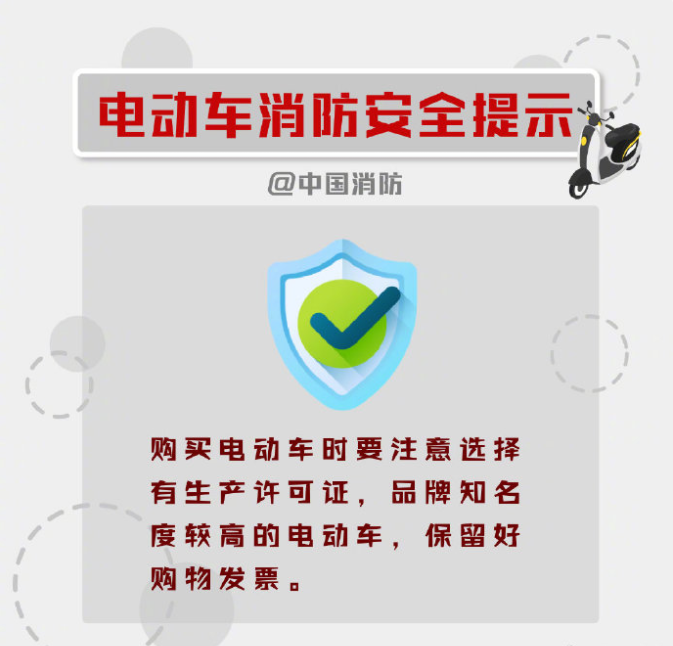 电动车消防安全提示
@中国消防
购买电动车时要注意选择
有生产许可证，品牌知名
度较高的电动车，保留好
购物发票。